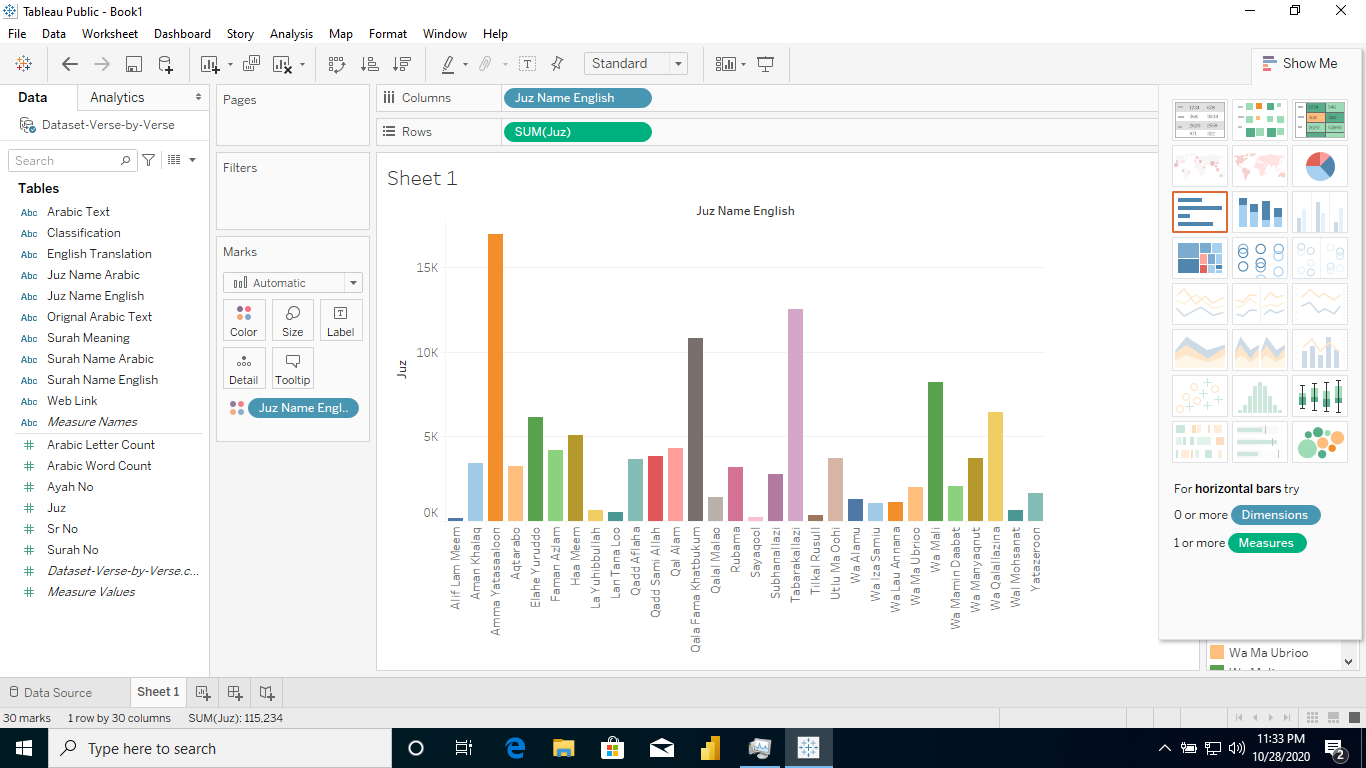 Tableau Public - Book1
File Data Worksheet Dashboard Story Analysis Map Format Window Help
Standard
Show Me
Data Analytics
Dataset-Verse-by-Verse
Search
Tables
Abc Arabic Text
Abc Classification
Abc English Translation
Abc Juz Name Arabic
Abc Juz Name English
Abc Orignal Arabic Text
Abc Surah Meaning
Abc Surah Name Arabic
Abc Surah Name English
Abc Web Link
Abc Measure Names
Arabic Letter Count
Arabic Word Count
Ayah No
Juz
Sr No
Surah No
Dataset-Verse-by-Verse.c...
Measure Values
Pages
Filters
Marks
Automatic
Color Size Label
Detail Tooltip
Juz Name Engl..
Columns Juz Name English
Rows SUM(Juz)
Sheet 1
Juz Name English
Juz
15K
10K
5K
0K
Alif Lam Meem
Aman Khalaq
Amma Yatasaaloon
Aqtarabo
Elahe Yuruddo
Faman Azlam
Haa Meem
La Yuhibbullah
Lan Tana Loo
Qadd Aflaha
Qadd Sami Allah
Qal Alam
Qala Fama Khatbukum
Qalal Malao
Rubama
Sayaqool
Subhanallazi
Tabarakallazi
Tilkal Rusull
Utlu Ma Oohi
Wa Alamu
Wa Iza Samiu
Wa Lau Annana
Wa Ma Ubrioo
Wa Mali
Wa Mamin Daabat
Wa Manyaqnut
Wa Qalallazina
Wal Mohsanat
Yatazeroon
For horizontal bars try
0 or more Dimensions
1 or more Measures
Wa Ma Ubrioo
Data Source Sheet 1
30 marks 1 row by 30 columns SUM(Juz): 115,234
Type here to search
11:33 PM
10/28/2020
2